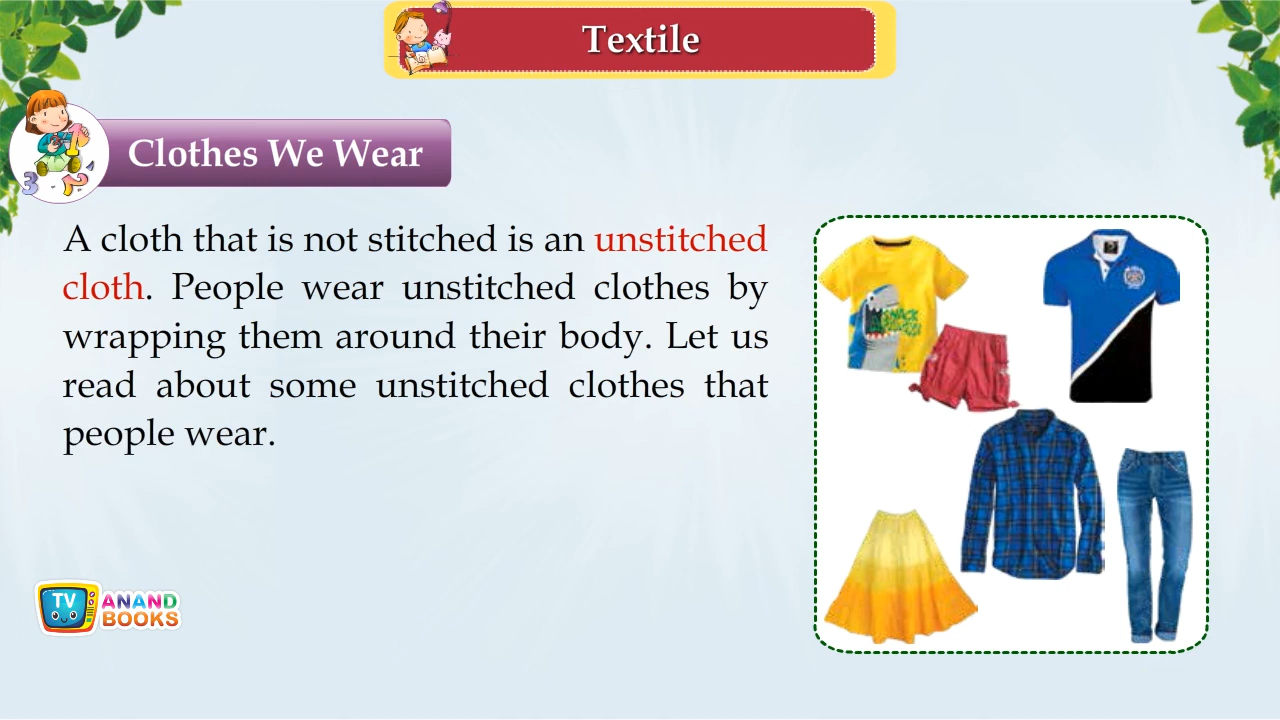 Textile
Clothes We Wear
A cloth that is not stitched is an unstitched
cloth. People wear unstitched clothes by
wrapping them around their body. Let us
read about some unstitched clothes that
people wear.
TV
ANAND
BOOKS